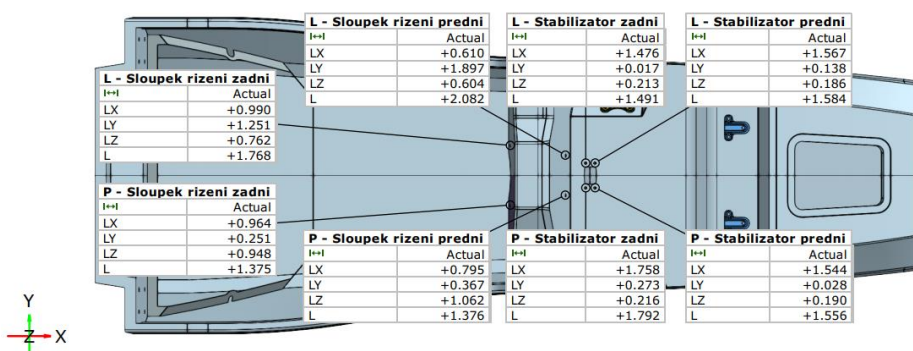 L - Sloupek rizeni predni
Actual
LX +0.610
LY +1.897
LZ +0.604
L +2.082
L - Stabilizator zadni
Actual
LX +1.476
LY +0.017
LZ +0.213
L +1.491
L - Stabilizator predni
Actual
LX +1.567
LY +0.138
LZ +0.186
L +1.584
L - Sloupek rizeni zadni
Actual
LX +0.990
LY +1.251
LZ +0.762
L +1.768
P - Sloupek rizeni zadni
Actual
LX +0.964
LY +0.251
LZ +0.948
L +1.375
P - Sloupek rizeni predni
Actual
LX +0.795
LY +0.367
LZ +1.062
L +1.376
P - Stabilizator zadni
Actual
LX +1.758
LY +0.273
LZ +0.216
L +1.792
P - Stabilizator predni
Actual
LX +1.544
LY +0.028
LZ +0.190
L +1.556
Y
Z X